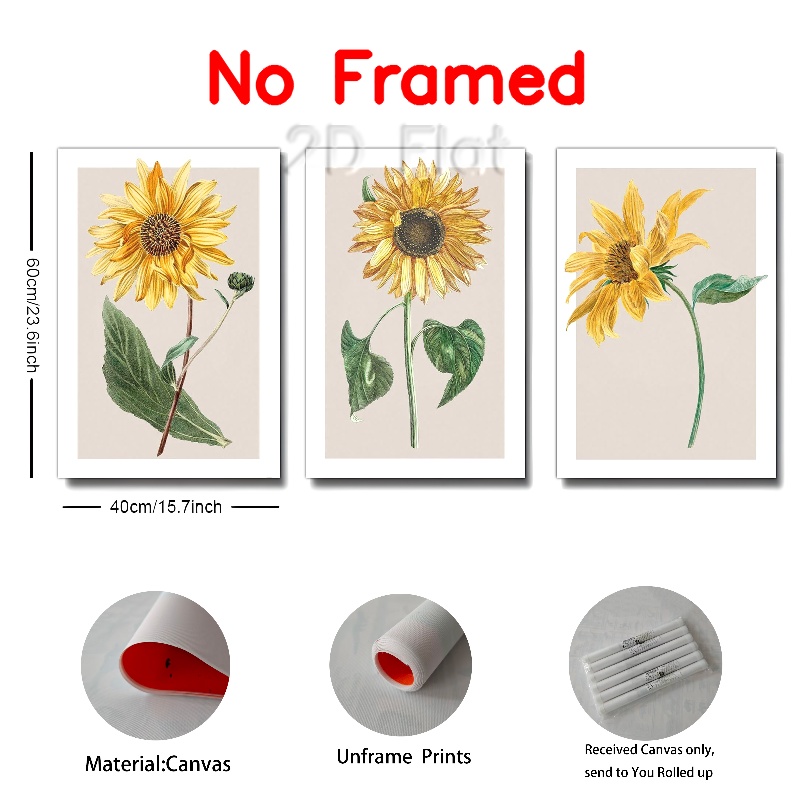 No Framed
2D Flat
60cm/23.6inch
40cm/15.7inch
Material:Canvas
Unframe Prints
Received Canvas only,
send to You Rolled up